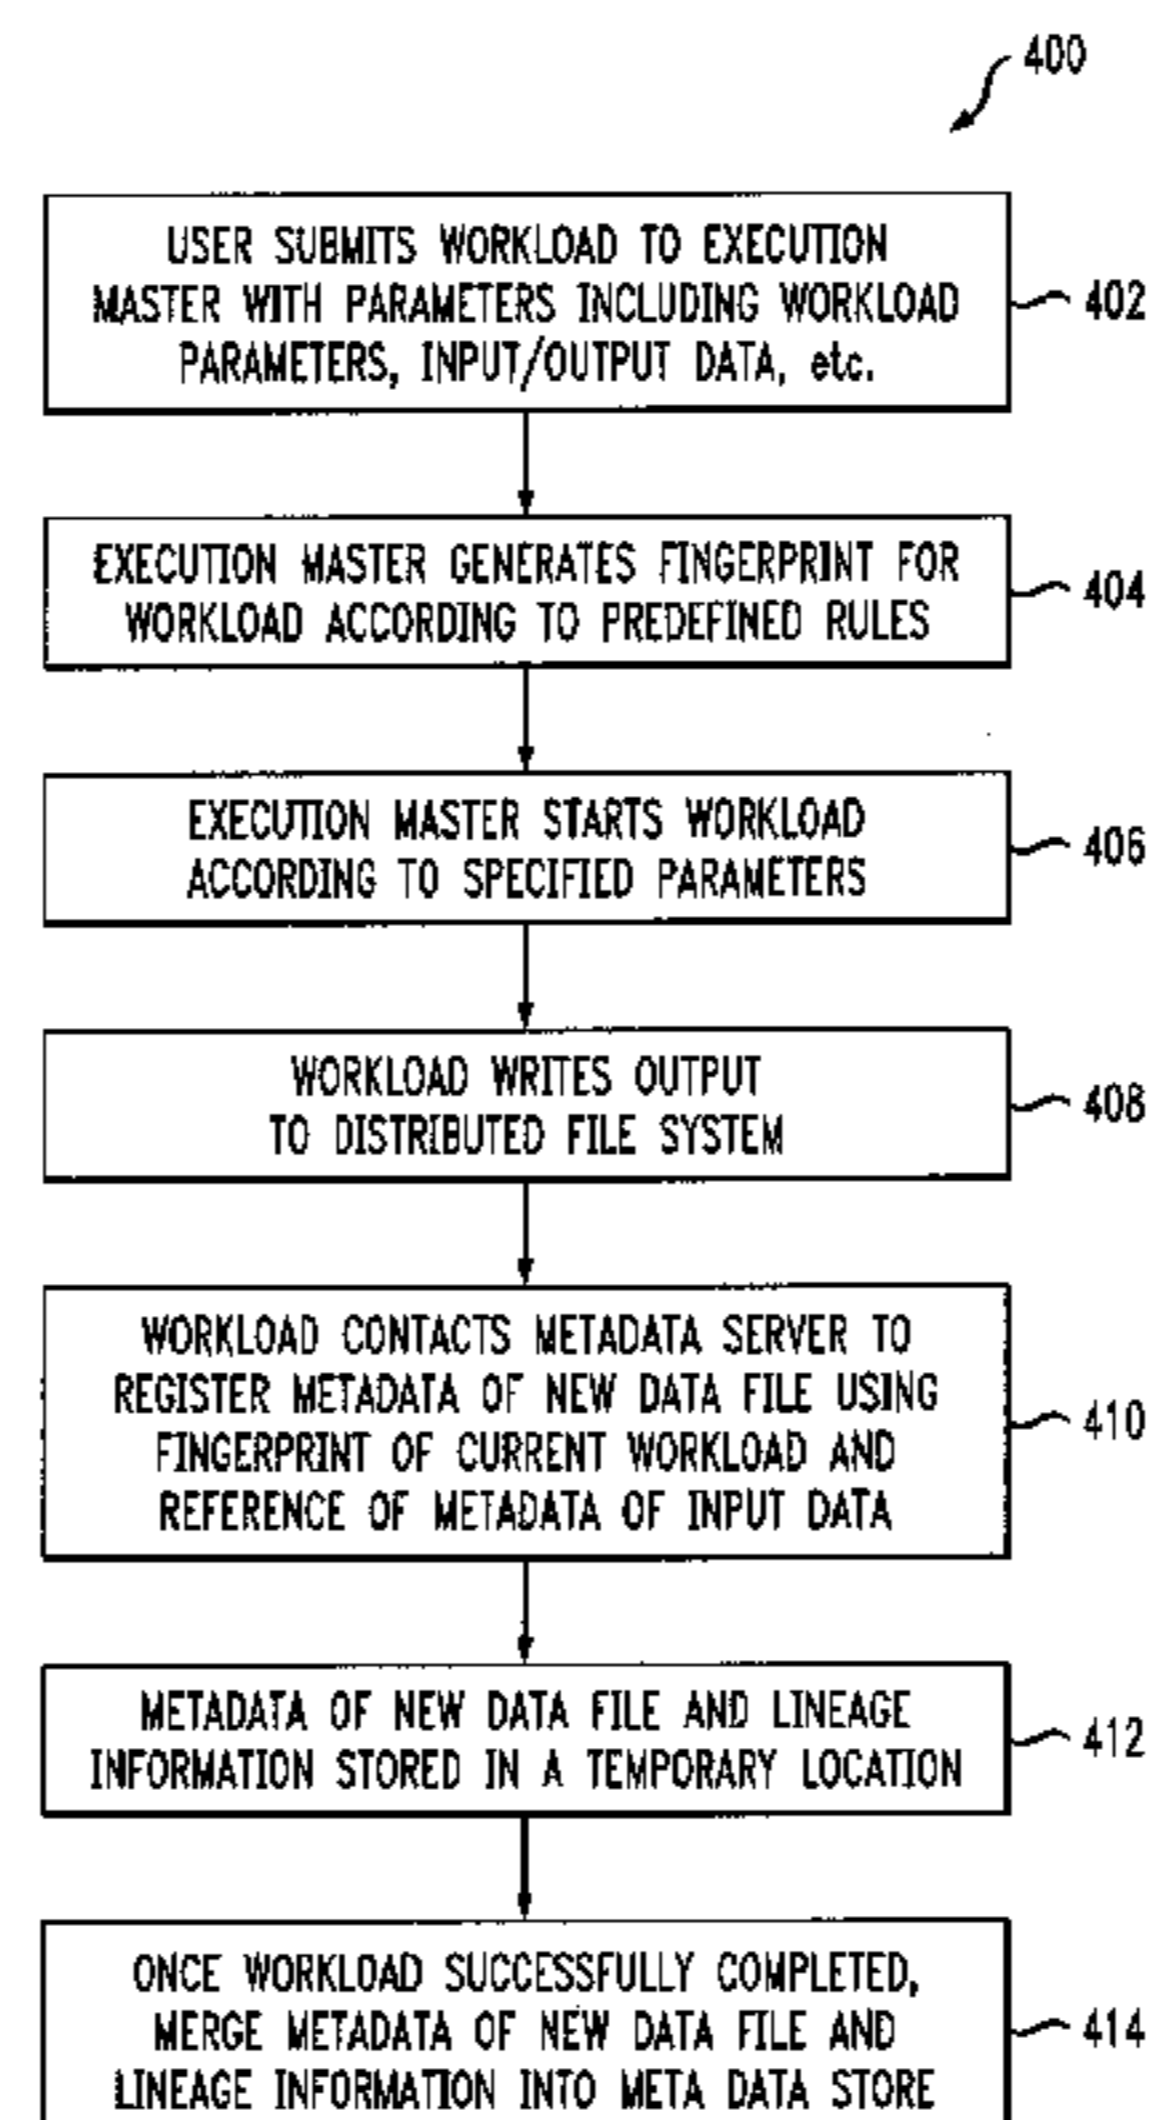 400
USER SUBMITS WORKLOAD TO EXECUTION
MASTER WITH PARAMETERS INCLUDING WORKLOAD
PARAMETERS, INPUT/OUTPUT DATA, etc.
402
EXECUTION MASTER GENERATES FINGERPRINT FOR
WORKLOAD ACCORDING TO PREDEFINED RULES
404
EXECUTION MASTER STARTS WORKLOAD
ACCORDING TO SPECIFIED PARAMETERS
406
WORKLOAD WRITES OUTPUT
TO DISTRIBUTED FILE SYSTEM
408
WORKLOAD CONTACTS METADATA SERVER TO
REGISTER METADATA OF NEW DATA FILE USING
FINGERPRINT OF CURRENT WORKLOAD AND
REFERENCE OF METADATA OF INPUT DATA
410
METADATA OF NEW DATA FILE AND LINEAGE
INFORMATION STORED IN A TEMPORARY LOCATION
412
ONCE WORKLOAD SUCCESSFULLY COMPLETED,
MERGE METADATA OF NEW DATA FILE AND
LINEAGE INFORMATION INTO META DATA STORE
414